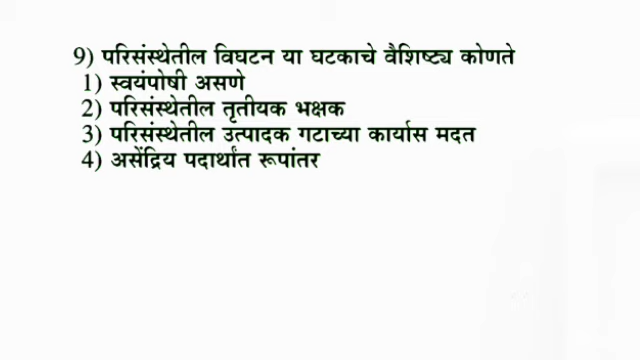 9) परिसंस्थेतील विघटन या घटकाचे वैशिष्ट्य कोणते
1) स्वयंपोषी असणे
2) परिसंस्थेतील तृतीयक भक्षक
3) परिसंस्थेतील उत्पादक गटाच्या कार्यास मदत
4) असेंद्रिय पदार्थांत रूपांतर